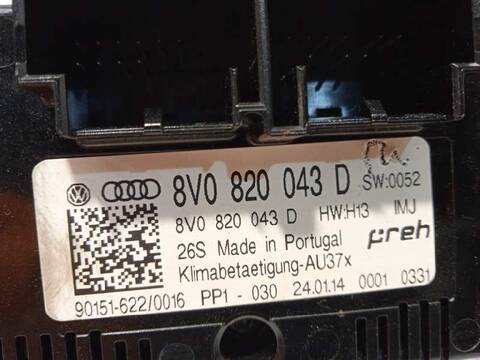 8V0 820 043 D SW:0052
8V0 820 043 D HW:H13 IMJ
26S Made in Portugal preh
Klimabetaetigung-AU37x
90151-622/0016 PP1-030 24.01.14 0001 0331